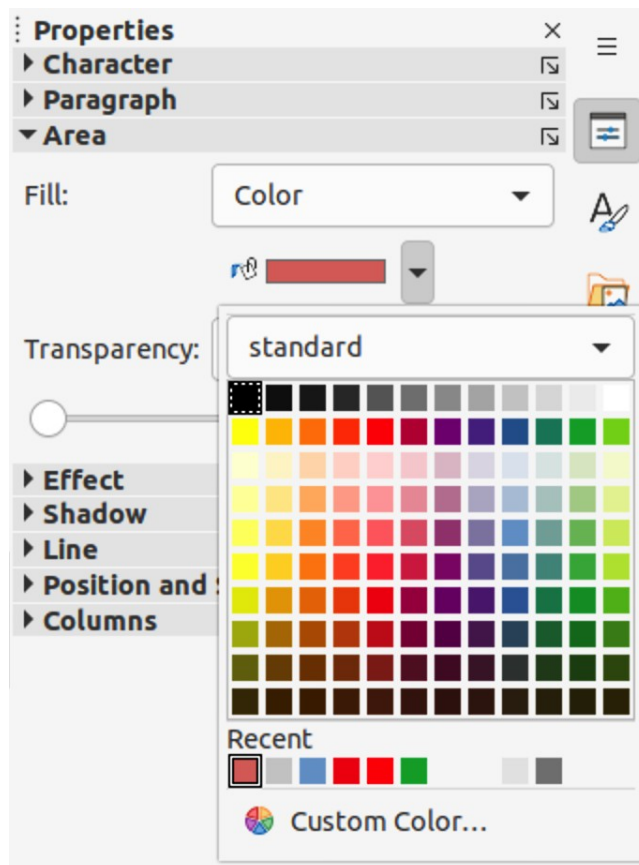 Properties
Character
Paragraph
Area
Fill:
Color
Transparency:
standard
Effect
Shadow
Line
Position and
Columns
Recent
Custom Color...